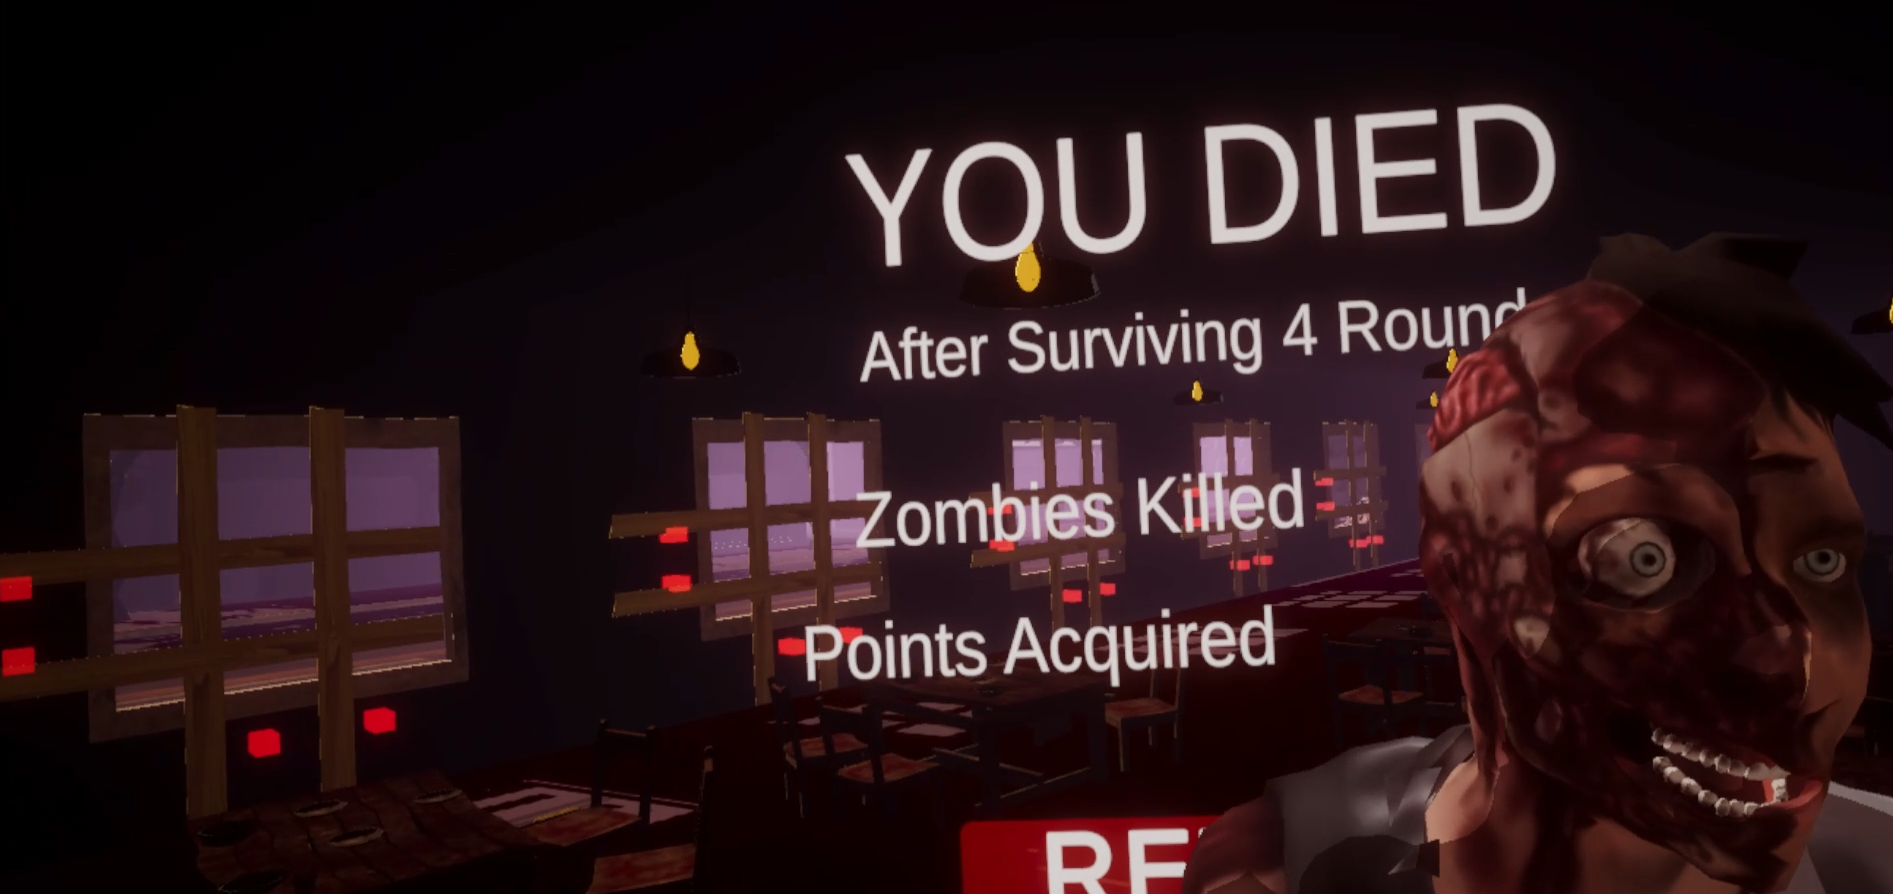 YOU DIED
After Surviving 4 Round
Zombies Killed
Points Acquired
RE